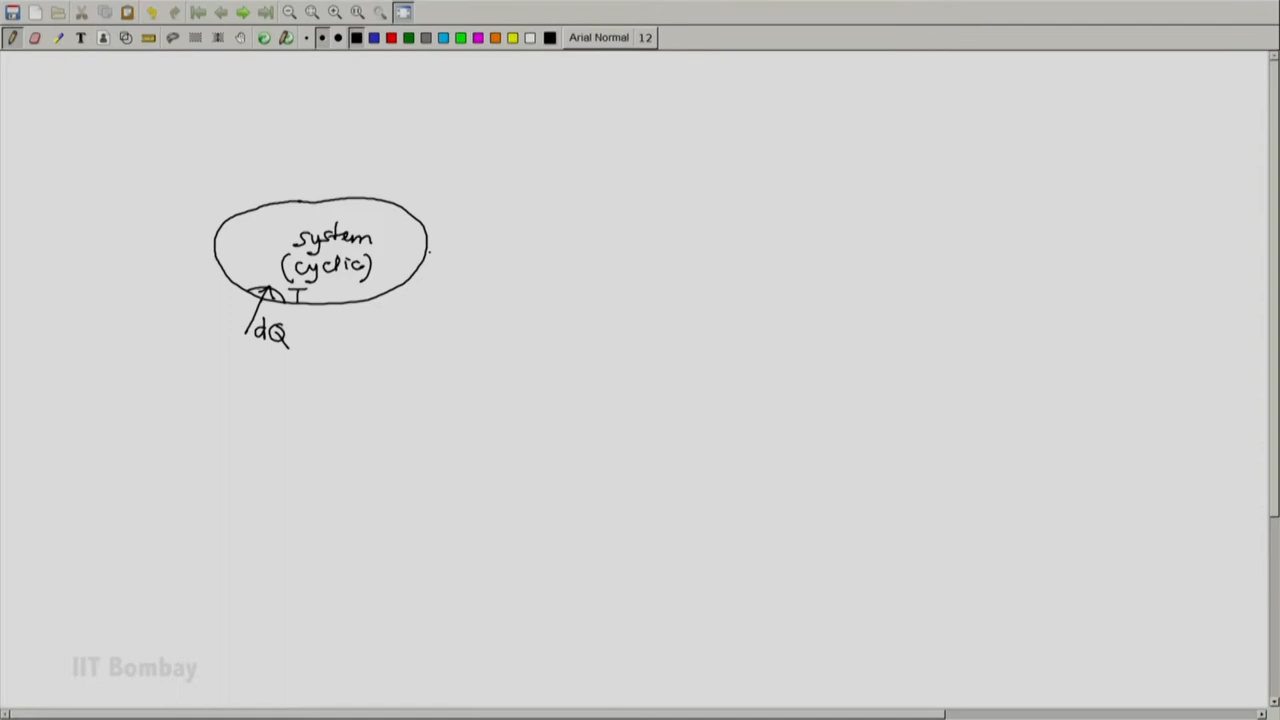 Arial Normal 12
system
(cyclic)
T
dQ
IIT Bombay